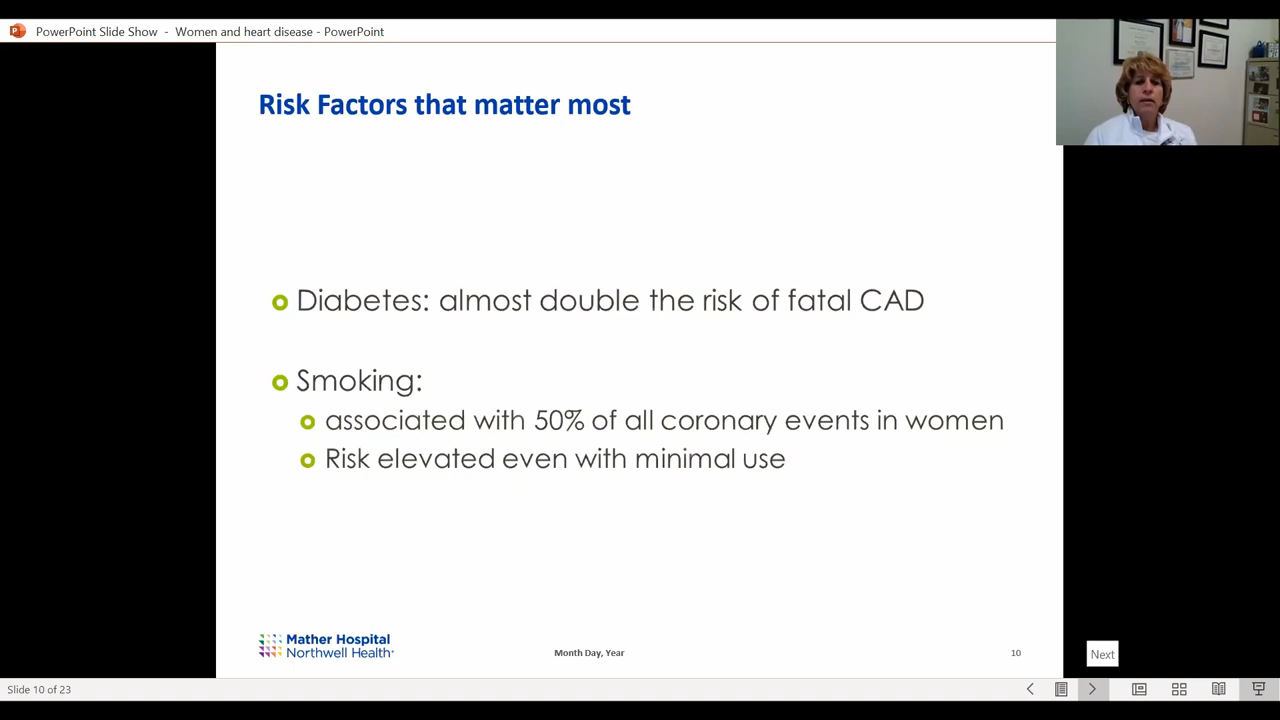 PowerPoint Slide Show - Women and heart disease - PowerPoint
Risk Factors that matter most
Diabetes: almost double the risk of fatal CAD
Smoking:
associated with 50% of all coronary events in women
Risk elevated even with minimal use
Mather Hospital
Northwell Health
Month Day, Year
10
Next
Slide 10 of 23